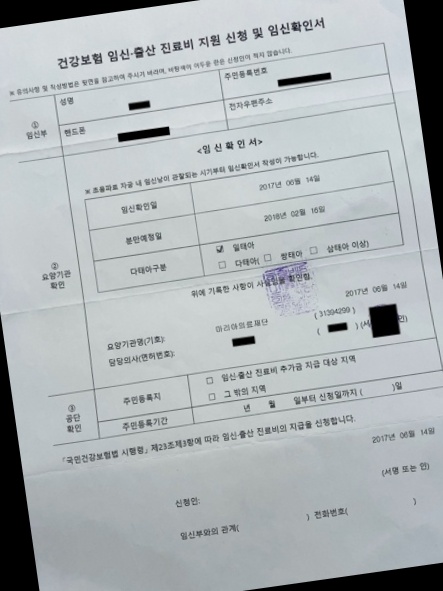 건강보험 임신·출산 진료비 지원 신청 및 임신확인서
※ 유의사항 및 작성방법은 뒷면을 참고하여 주시기 바라며, 바탕색이 어두운 란은 신청인이 적지 않습니다.
① 임신부
성명
주민등록번호
핸드폰
전자우편주소
<임 신 확 인 서>
② 요양기관 확인
※ 초음파로 자궁 내 임신낭이 관찰되는 시기부터 임신확인서 작성이 가능합니다.
임신확인일 2017년 06월 14일
분만예정일 2018년 02월 16일
다태아구분 ☑ 일태아
□ 다태아( □ 쌍태아 □ 삼태아 이상)
위에 기록한 사항이 사실임을 확인함.
2017년 06월 14일
요양기관명(기호): 마리아의료재단 ( 31394299 )
담당의사(면허번호): ( ) (서 인)
③ 공단 확인
주민등록지 □ 임신·출산 진료비 추가금 지급 대상 지역
□ 그 밖의 지역
주민등록기간 년 월 일부터 신청일까지 ( )일
「국민건강보험법 시행령」 제23조제3항에 따라 임신·출산 진료비의 지급을 신청합니다.
2017년 06월 14일
신청인: (서명 또는 인)
임신부와의 관계( ) 전화번호( )